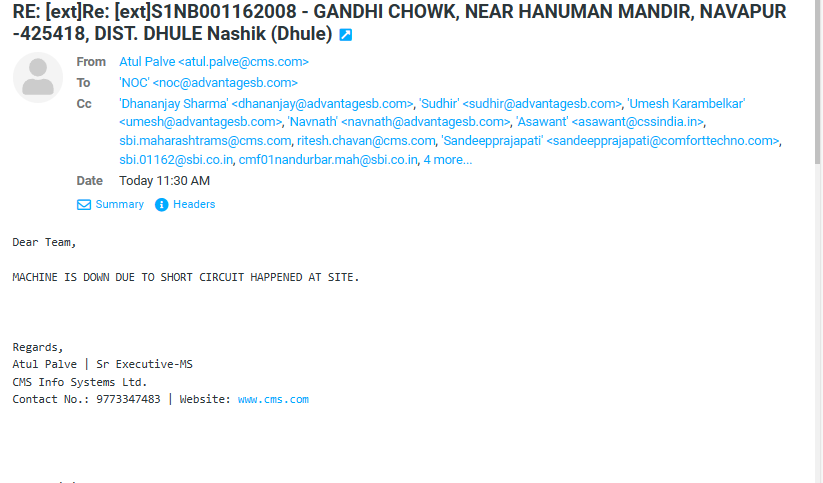 RE: [ext]Re: [ext]S1NB001162008 - GANDHI CHOWK, NEAR HANUMAN MANDIR, NAVAPUR
-425418, DIST. DHULE Nashik (Dhule)
From Atul Palve <atul.palve@cms.com>
To 'NOC' <noc@advantagesb.com>
Cc 'Dhananjay Sharma' <dhananjay@advantagesb.com>, 'Sudhir' <sudhir@advantagesb.com>, 'Umesh Karambelkar'
<umesh@advantagesb.com>, 'Navnath' <navnath@advantagesb.com>, 'Asawant' <asawant@cssindia.in>,
sbi.maharashtrams@cms.com, ritesh.chavan@cms.com, 'Sandeepprajapati' <sandeepprajapati@comforttechno.com>,
sbi.01162@sbi.co.in, cmf01nandurbar.mah@sbi.co.in, 4 more...
Date Today 11:30 AM
Summary Headers
Dear Team,
MACHINE IS DOWN DUE TO SHORT CIRCUIT HAPPENED AT SITE.
Regards,
Atul Palve | Sr Executive-MS
CMS Info Systems Ltd.
Contact No.: 9773347483 | Website: www.cms.com